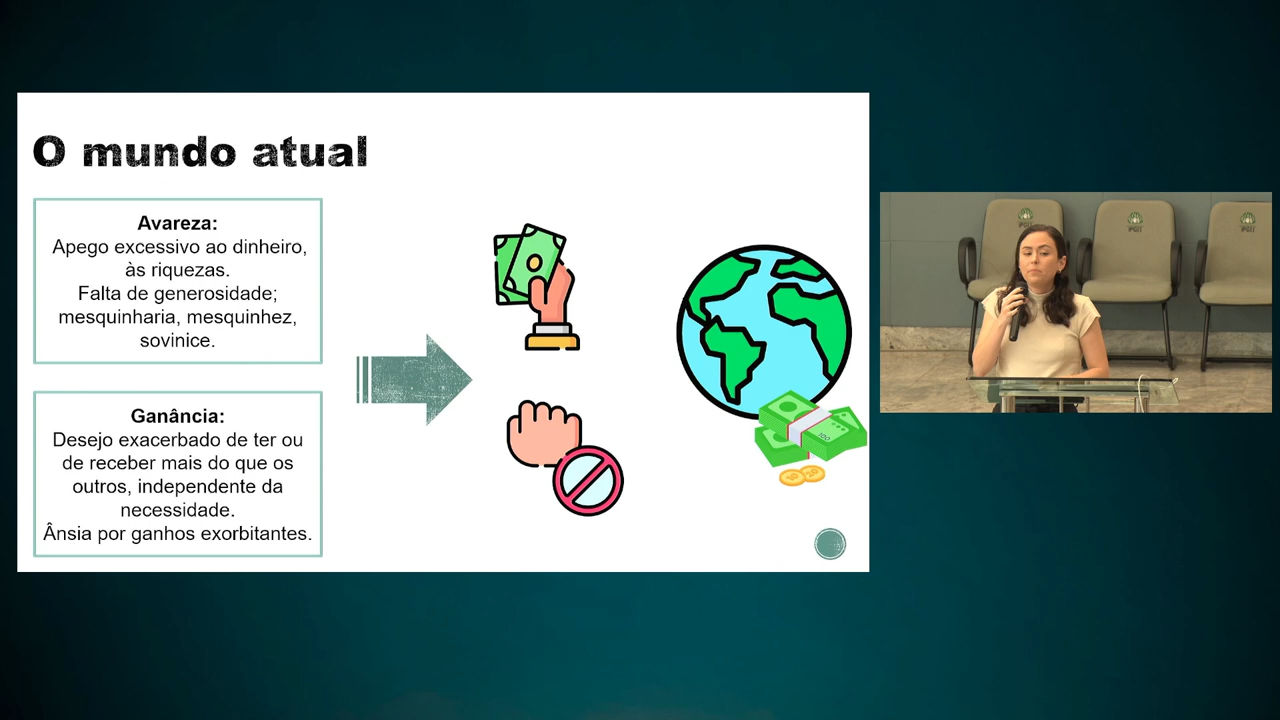 O mundo atual
Avareza:
Apego excessivo ao dinheiro,
às riquezas.
Falta de generosidade;
mesquinharia, mesquinhez,
sovinice.
Ganância:
Desejo exacerbado de ter ou
de receber mais do que os
outros, independente da
necessidade.
Ânsia por ganhos exorbitantes.